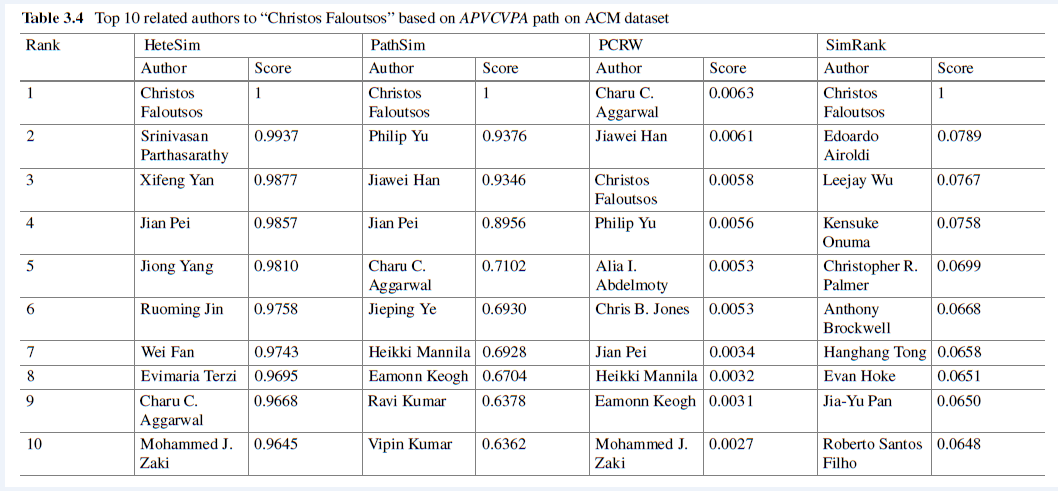 Table 3.4 Top 10 related authors to “Christos Faloutsos” based on APVCVPA path on ACM dataset
Rank HeteSim PathSim PCRW SimRank
Author Score Author Score Author Score Author Score
1 Christos 1 Christos 1 Charu C. 0.0063 Christos 1
Faloutsos Faloutsos Aggarwal Faloutsos
2 Srinivasan 0.9937 Philip Yu 0.9376 Jiawei Han 0.0061 Edoardo 0.0789
Parthasarathy Airoldi
3 Xifeng Yan 0.9877 Jiawei Han 0.9346 Christos 0.0058 Leejay Wu 0.0767
Faloutsos
4 Jian Pei 0.9857 Jian Pei 0.8956 Philip Yu 0.0056 Kensuke 0.0758
Onuma
5 Jiong Yang 0.9810 Charu C. 0.7102 Alia I. 0.0053 Christopher R. 0.0699
Aggarwal Abdelmoty Palmer
6 Ruoming Jin 0.9758 Jieping Ye 0.6930 Chris B. Jones 0.0053 Anthony 0.0668
Brockwell
7 Wei Fan 0.9743 Heikki Mannila 0.6928 Jian Pei 0.0034 Hanghang Tong 0.0658
8 Evimaria Terzi 0.9695 Eamonn Keogh 0.6704 Heikki Mannila 0.0032 Evan Hoke 0.0651
9 Charu C. 0.9668 Ravi Kumar 0.6378 Eamonn Keogh 0.0031 Jia-Yu Pan 0.0650
Aggarwal
10 Mohammed J. 0.9645 Vipin Kumar 0.6362 Mohammed J. 0.0027 Roberto Santos 0.0648
Zaki Zaki Filho